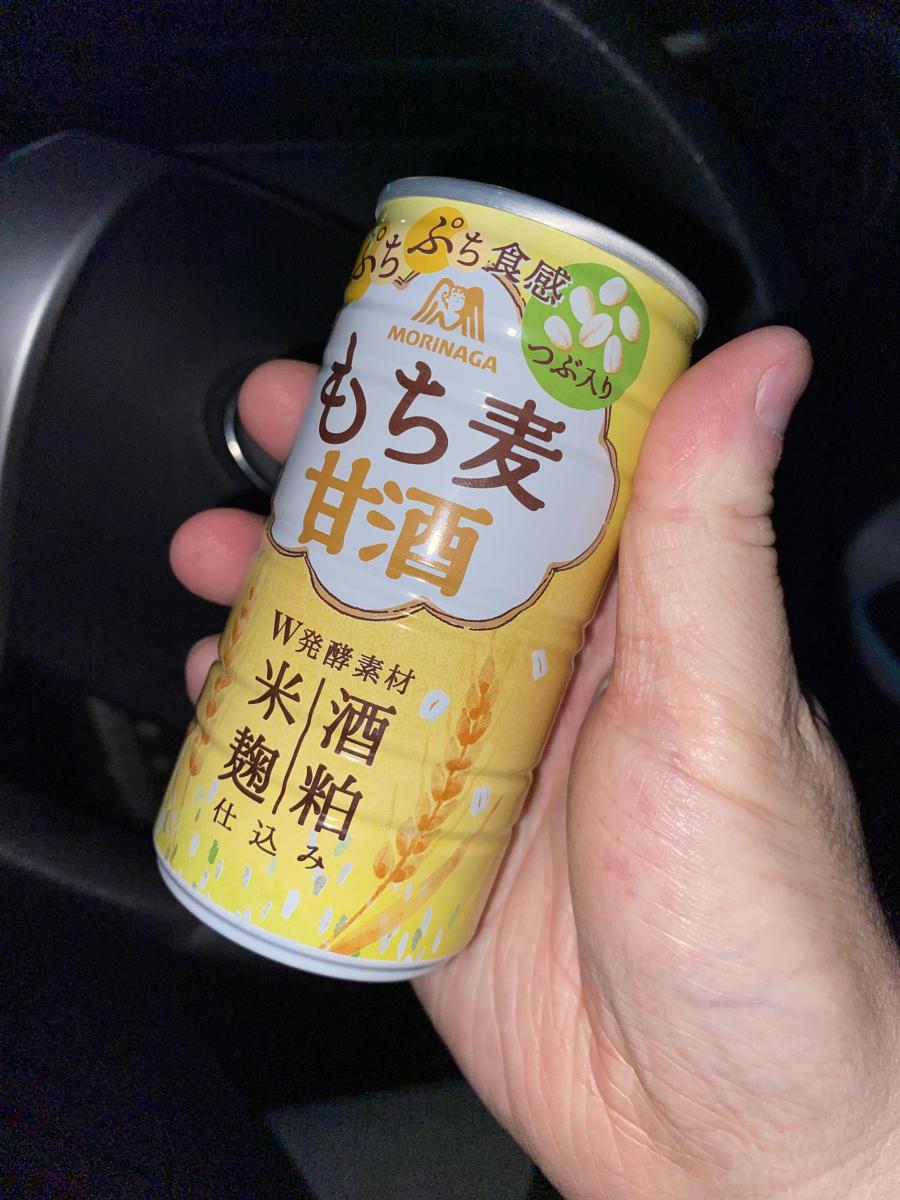 ぷちぷち食感
つぶ入り
MORINAGA
もち麦
甘酒
W発酵素材
酒粕
米麹
仕込み